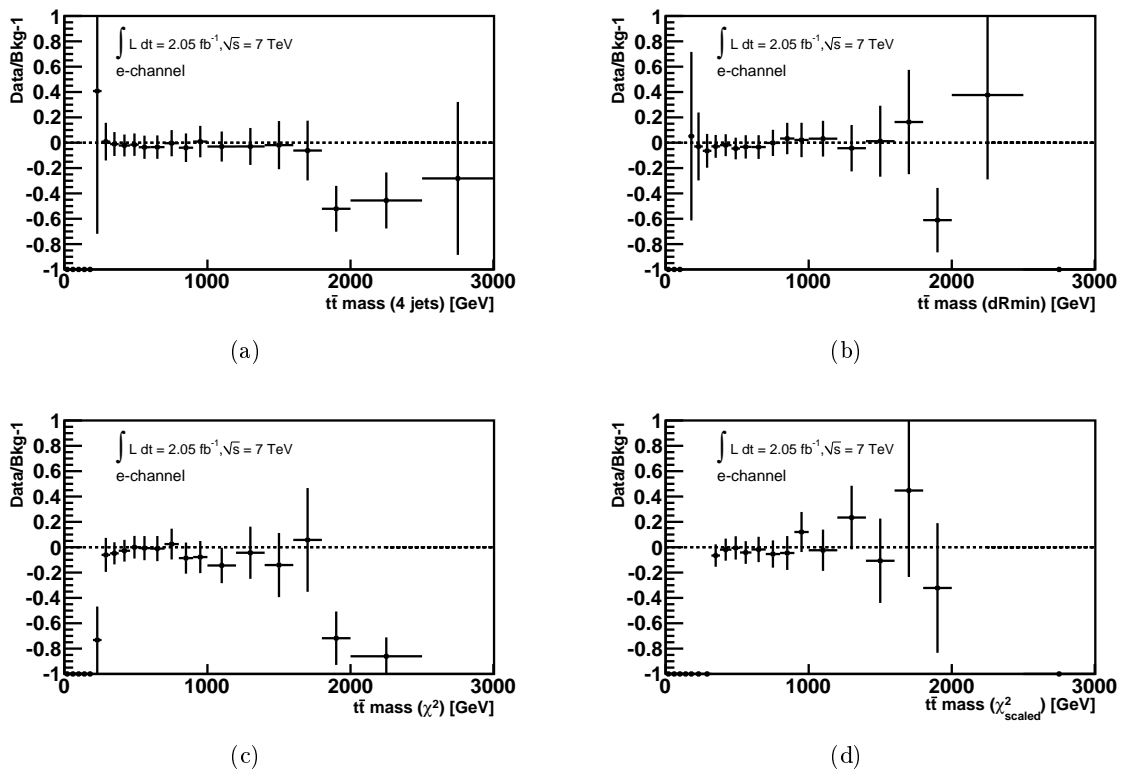 Data/Bkg-1
1
0.8
0.6
0.4
0.2
0
-0.2
-0.4
-0.6
-0.8
-1
∫ L dt = 2.05 fb⁻¹,√s = 7 TeV
e-channel
0 1000 2000 3000
tt̄ mass (4 jets) [GeV]
(a)
Data/Bkg-1
1
0.8
0.6
0.4
0.2
0
-0.2
-0.4
-0.6
-0.8
-1
∫ L dt = 2.05 fb⁻¹,√s = 7 TeV
e-channel
0 1000 2000 3000
tt̄ mass (dRmin) [GeV]
(b)
Data/Bkg-1
1
0.8
0.6
0.4
0.2
0
-0.2
-0.4
-0.6
-0.8
-1
∫ L dt = 2.05 fb⁻¹,√s = 7 TeV
e-channel
0 1000 2000 3000
tt̄ mass (χ²) [GeV]
(c)
Data/Bkg-1
1
0.8
0.6
0.4
0.2
0
-0.2
-0.4
-0.6
-0.8
-1
∫ L dt = 2.05 fb⁻¹,√s = 7 TeV
e-channel
0 1000 2000 3000
tt̄ mass (χ²scaled) [GeV]
(d)